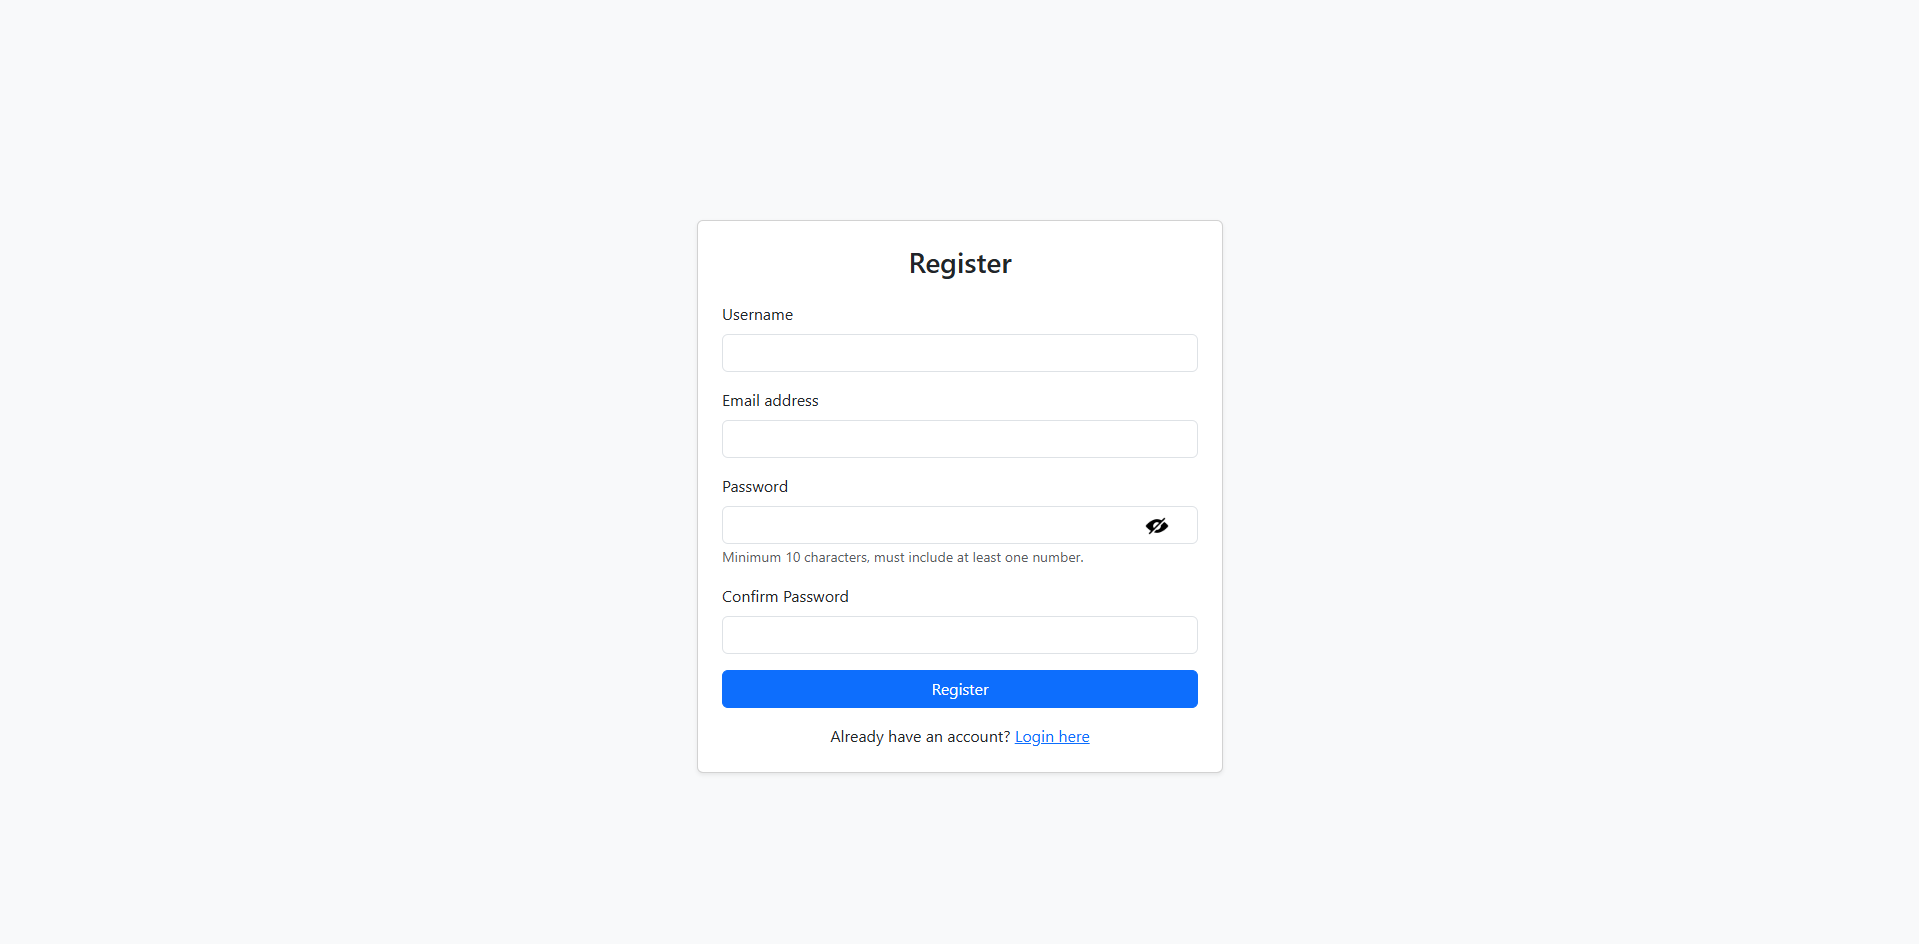 Register
Username
Email address
Password
Minimum 10 characters, must include at least one number.
Confirm Password
Register
Already have an account? Login here